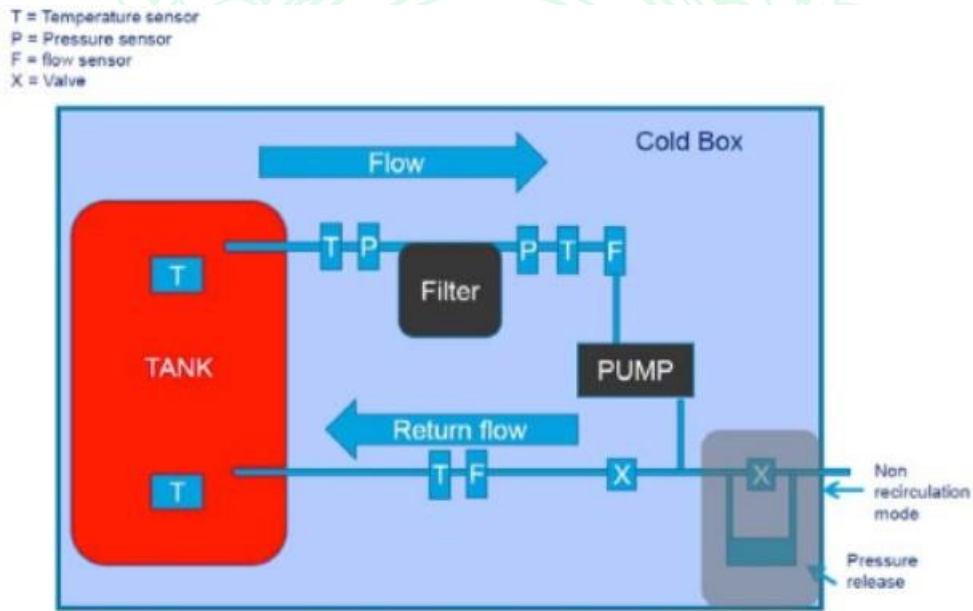 T = Temperature sensor
P = Pressure sensor
F = flow sensor
X = Valve
Cold Box
Flow
T
P
P
T
F
T
Filter
TANK
PUMP
Return flow
T
T
F
X
X
Non
recirculation
mode
Pressure
release